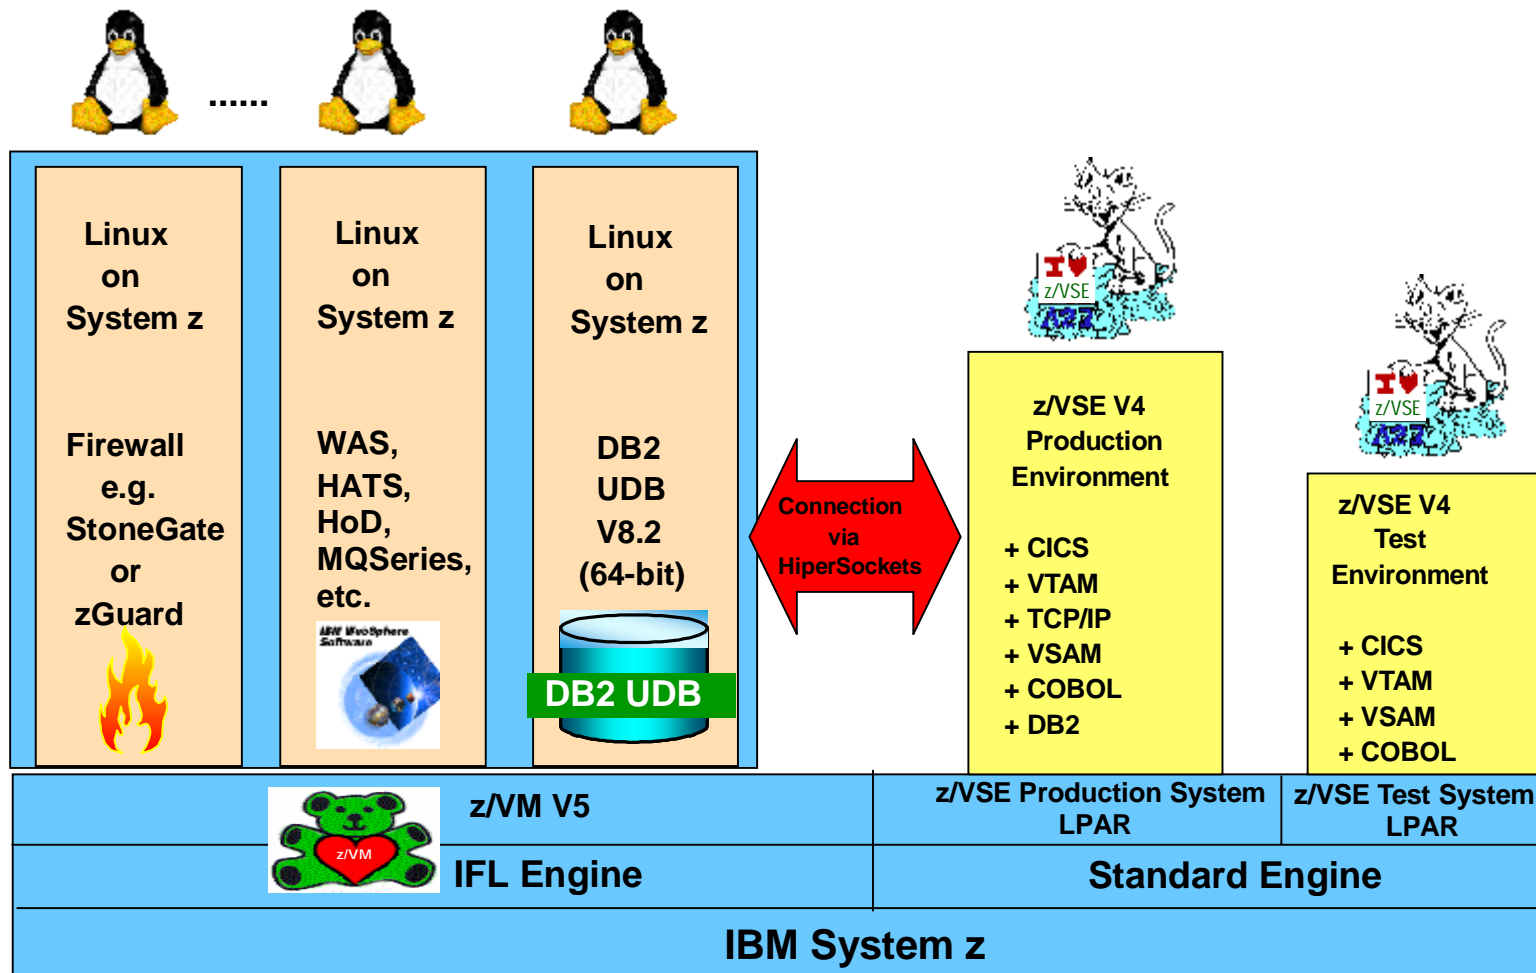 ......
Linux
on
System z
Firewall
e.g.
StoneGate
or
zGuard
Linux
on
System z
WAS,
HATS,
HoD,
MQSeries,
etc.
IBM WebSphere
Software
Linux
on
System z
DB2
UDB
V8.2
(64-bit)
DB2 UDB
Connection
via
HiperSockets
I ♥
z/VSE
z/VSE V4
Production
Environment
+ CICS
+ VTAM
+ TCP/IP
+ VSAM
+ COBOL
+ DB2
I ♥
z/VSE
z/VSE V4
Test
Environment
+ CICS
+ VTAM
+ VSAM
+ COBOL
z/VM V5
z/VM
z/VSE Production System
LPAR
z/VSE Test System
LPAR
IFL Engine
Standard Engine
IBM System z